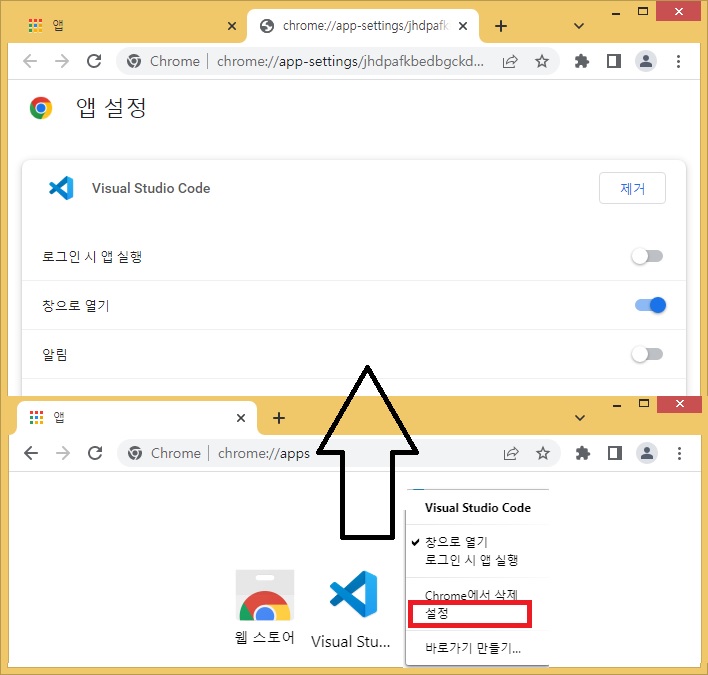 앱
chrome://app-settings/jhdpafk
Chrome | chrome://app-settings/jhdpafkbedbgckd...
앱 설정
Visual Studio Code
제거
로그인 시 앱 실행
창으로 열기
알림
앱
Chrome | chrome://apps
Visual Studio Code
창으로 열기
로그인 시 앱 실행
Chrome에서 삭제
설정
바로가기 만들기...
웹 스토어
Visual Stu...